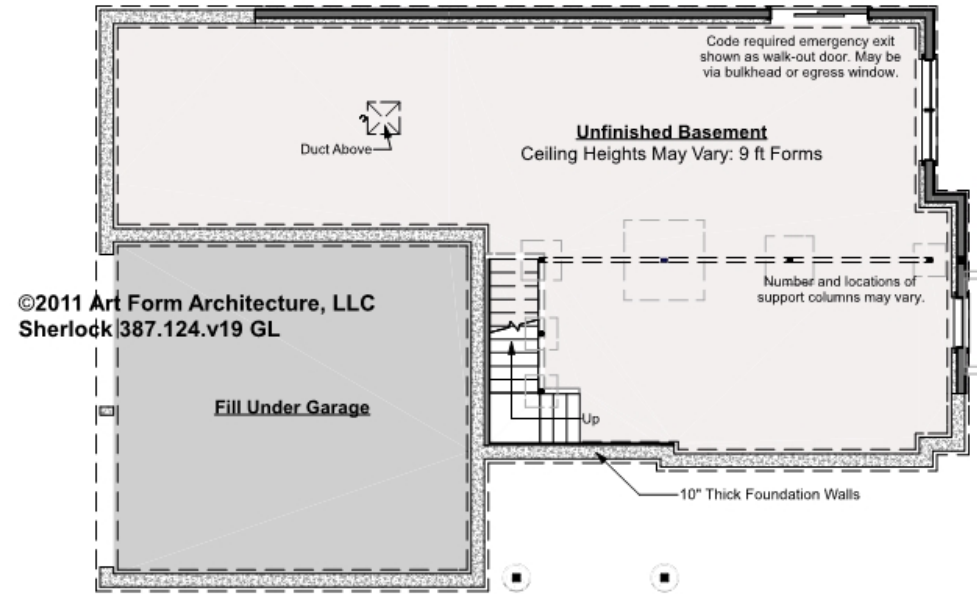 Code required emergency exit
shown as walk-out door. May be
via bulkhead or egress window.
Unfinished Basement
Ceiling Heights May Vary: 9 ft Forms
Duct Above
Number and locations of
support columns may vary.
©2011 Art Form Architecture, LLC
Sherlock 387.124.v19 GL
Fill Under Garage
Up
10" Thick Foundation Walls